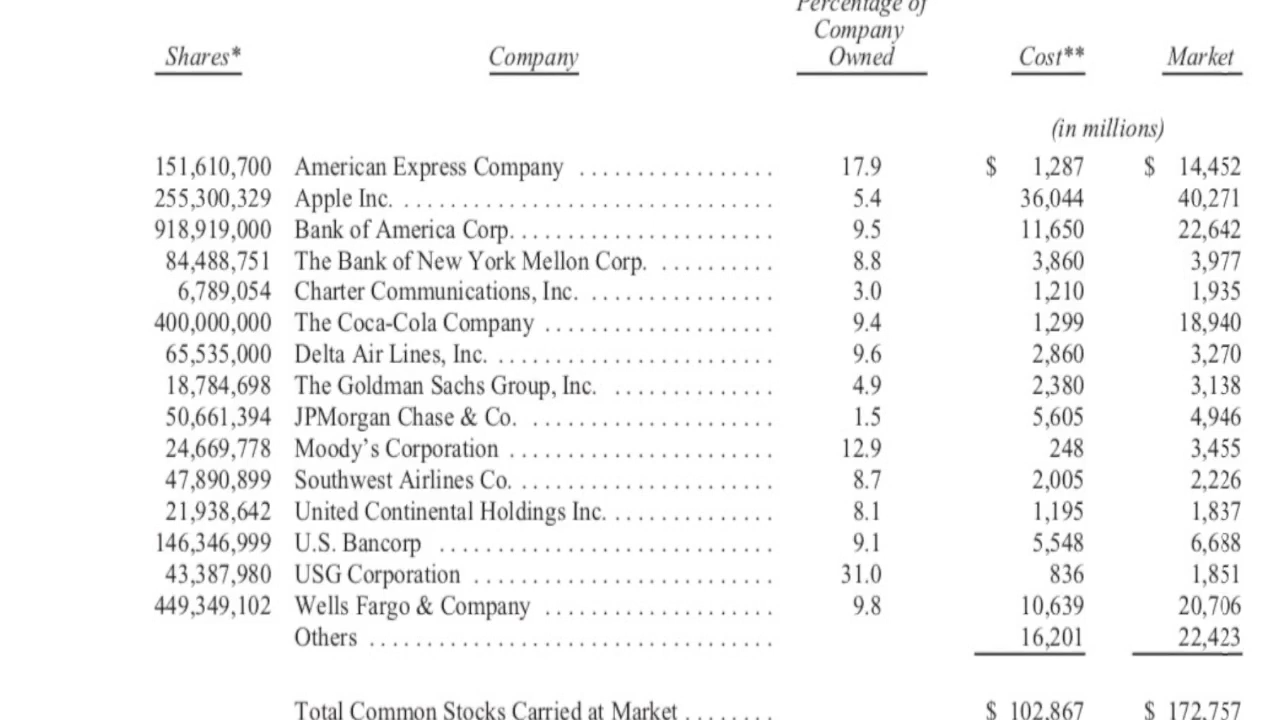 Percentage of
Company
Shares* Company Owned Cost** Market
(in millions)
151,610,700 American Express Company ................. 17.9 $ 1,287 $ 14,452
255,300,329 Apple Inc. ................................. 5.4 36,044 40,271
918,919,000 Bank of America Corp. ....................... 9.5 11,650 22,642
84,488,751 The Bank of New York Mellon Corp. .......... 8.8 3,860 3,977
6,789,054 Charter Communications, Inc. ................ 3.0 1,210 1,935
400,000,000 The Coca-Cola Company .................... 9.4 1,299 18,940
65,535,000 Delta Air Lines, Inc. ........................ 9.6 2,860 3,270
18,784,698 The Goldman Sachs Group, Inc. .............. 4.9 2,380 3,138
50,661,394 JPMorgan Chase & Co. ..................... 1.5 5,605 4,946
24,669,778 Moody's Corporation ....................... 12.9 248 3,455
47,890,899 Southwest Airlines Co. ...................... 8.7 2,005 2,226
21,938,642 United Continental Holdings Inc. .............. 8.1 1,195 1,837
146,346,999 U.S. Bancorp ............................. 9.1 5,548 6,688
43,387,980 USG Corporation .......................... 31.0 836 1,851
449,349,102 Wells Fargo & Company .................... 9.8 10,639 20,706
Others ................................... 16,201 22,423
Total Common Stocks Carried at Market ........ $ 102,867 $ 172,757